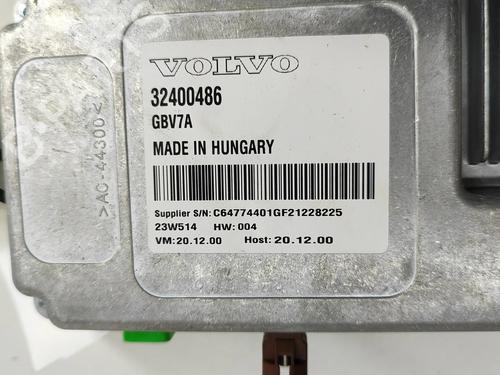 VOLVO
32400486
GBV7A
MADE IN HUNGARY
Supplier S/N: C64774401GF21228225
23W514 HW: 004
VM: 20.12.00 Host: 20.12.00
>AC-44300<